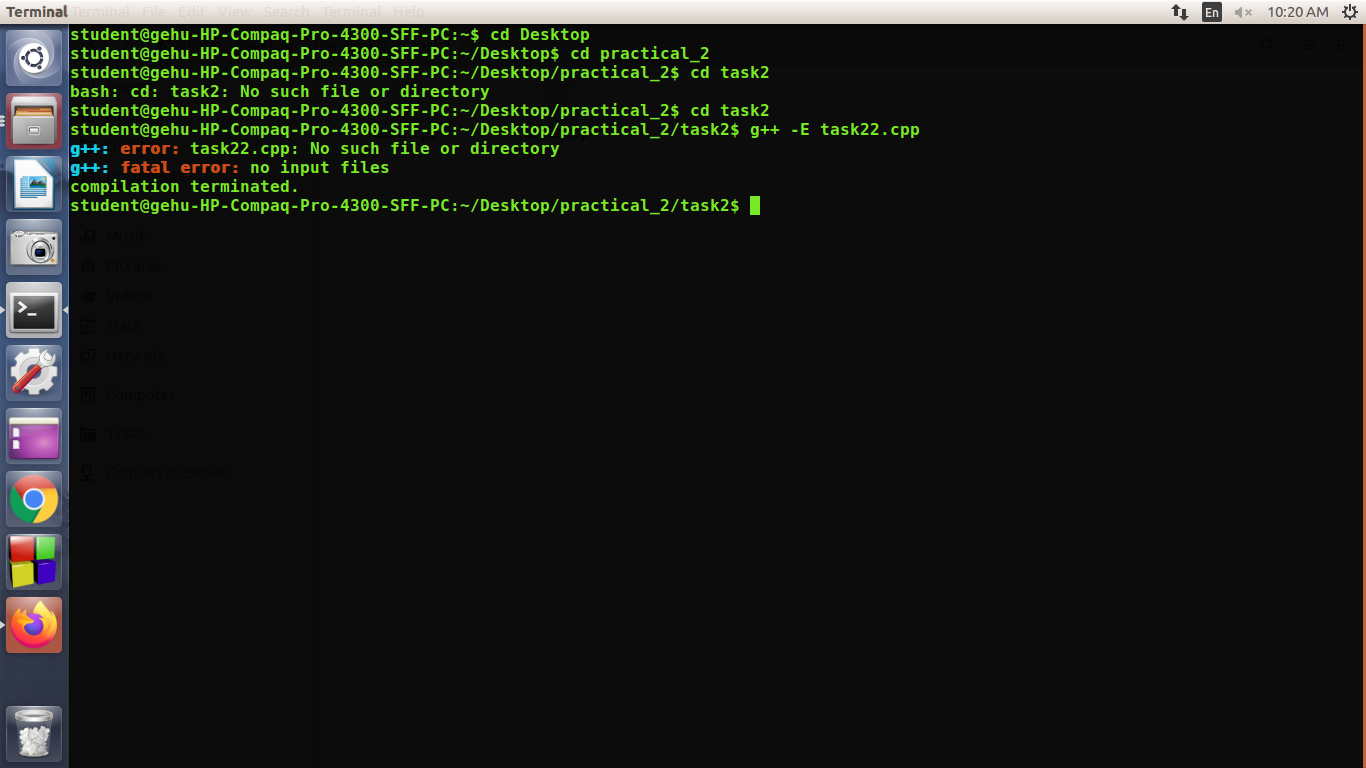 Terminal Terminal File Edit View Search Terminal Help En 10:20 AM
student@gehu-HP-Compaq-Pro-4300-SFF-PC:~$ cd Desktop
student@gehu-HP-Compaq-Pro-4300-SFF-PC:~/Desktop$ cd practical_2
student@gehu-HP-Compaq-Pro-4300-SFF-PC:~/Desktop/practical_2$ cd task2
bash: cd: task2: No such file or directory
student@gehu-HP-Compaq-Pro-4300-SFF-PC:~/Desktop/practical_2$ cd task2
student@gehu-HP-Compaq-Pro-4300-SFF-PC:~/Desktop/practical_2/task2$ g++ -E task22.cpp
g++: error: task22.cpp: No such file or directory
g++: fatal error: no input files
compilation terminated.
student@gehu-HP-Compaq-Pro-4300-SFF-PC:~/Desktop/practical_2/task2$
Music
Pictures
Videos
Trash
Network
Computer
17345
Connect to Server